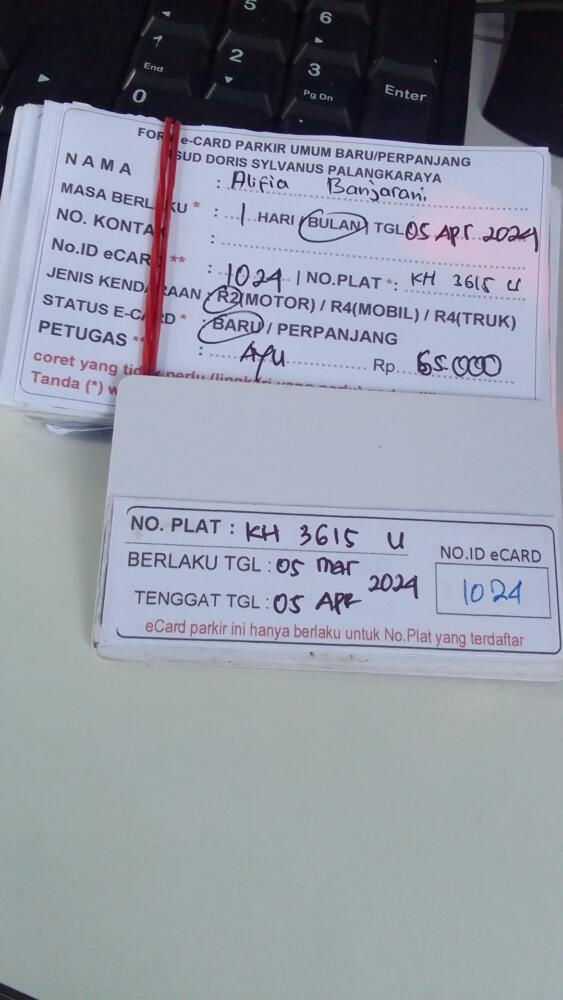 5
6
1
End
2
3
Pg Dn
0
Enter
FOR e-CARD PARKIR UMUM BARU/PERPANJANG
RSUD DORIS SYLVANUS PALANGKARAYA
NAMA : Alifia Banjarani
MASA BERLAKU * : 1 HARI / BULAN TGL 05 Apr 2024
NO. KONTAK :
No.ID eCARD ** : 1024 | NO.PLAT *: KH 3615 U
JENIS KENDARAAN : R2(MOTOR) / R4(MOBIL) / R4(TRUK)
STATUS E-CARD * : BARU / PERPANJANG
PETUGAS ** : Ayu Rp 65.000
coret yang tidak perlu
Tanda (*) w
NO. PLAT : KH 3615 U
BERLAKU TGL : 05 Mar 2024
TENGGAT TGL : 05 APR
NO.ID eCARD
1024
eCard parkir ini hanya berlaku untuk No.Plat yang terdaftar